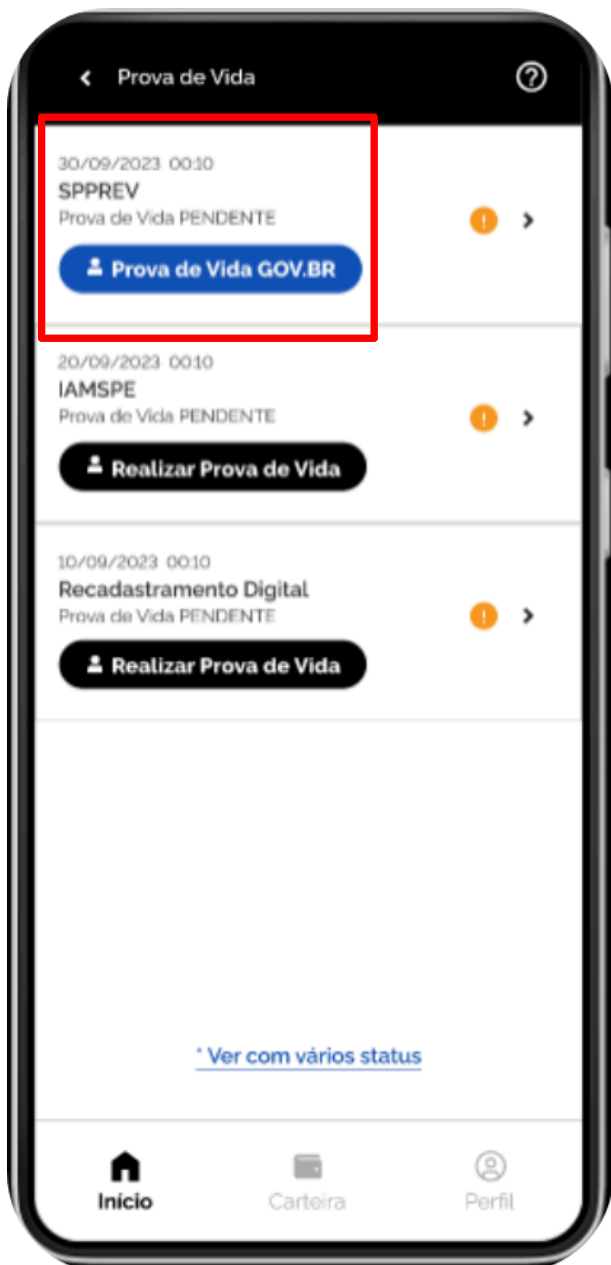 Prova de Vida
30/09/2023 00:10
SPPREV
Prova de Vida PENDENTE
Prova de Vida GOV.BR
20/09/2023 00:10
IAMSPE
Prova de Vida PENDENTE
Realizar Prova de Vida
10/09/2023 00:10
Recadastramento Digital
Prova de Vida PENDENTE
Realizar Prova de Vida
* Ver com vários status
Início
Carteira
Perfil